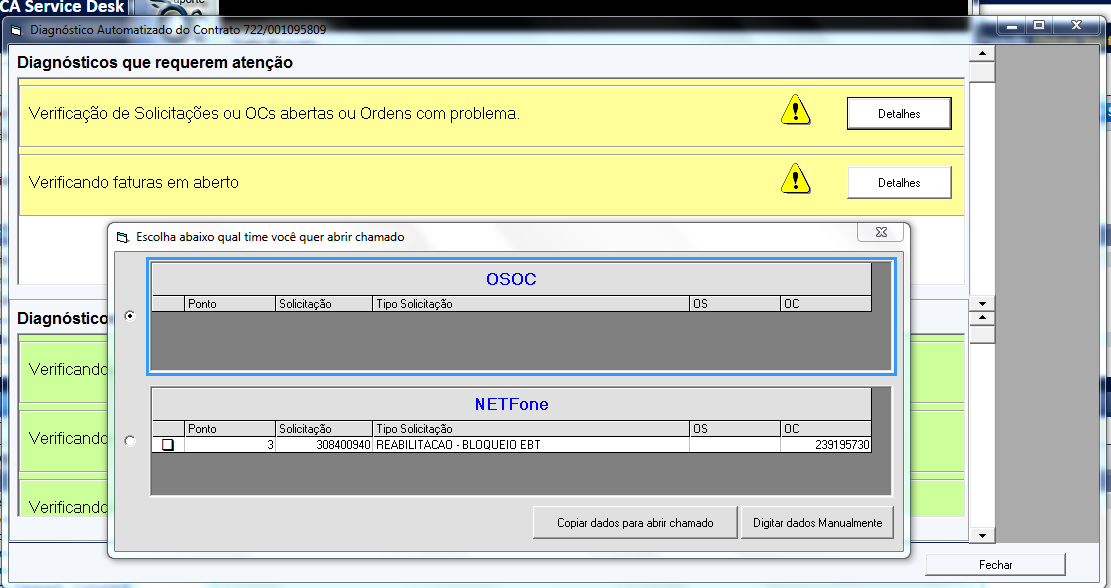 CA Service Desk
Diagnóstico Automatizado do Contrato 722/001095809
Diagnósticos que requerem atenção
Verificação de Solicitações ou OCs abertas ou Ordens com problema.
Detalhes
Verificando faturas em aberto
Detalhes
Escolha abaixo qual time você quer abrir chamado
OSOC
Ponto Solicitação Tipo Solicitação OS OC
NETFone
Ponto Solicitação Tipo Solicitação OS OC
3 308400940 REABILITACAO - BLOQUEIO EBT 239195730
Copiar dados para abrir chamado Digitar dados Manualmente
Diagnóstico
Verificando
Verificando
Verificando
Fechar